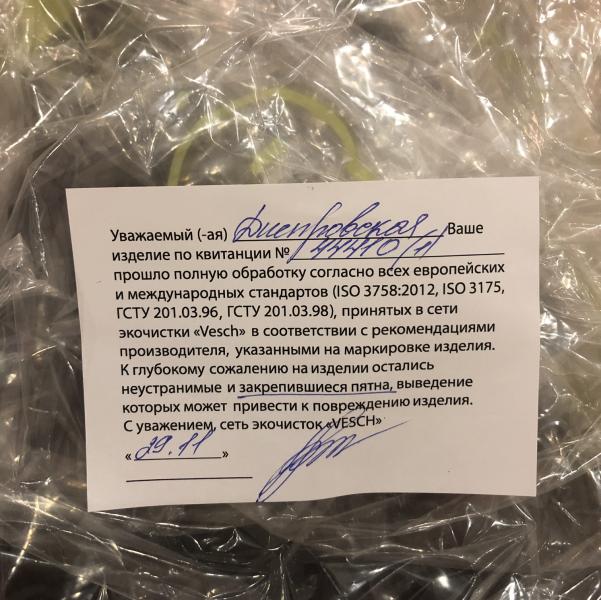 Уважаемый (-ая) Днепровская Ваше
изделие по квитанции № 44410/11
прошло полную обработку согласно всех европейских
и международных стандартов (ISO 3758:2012, ISO 3175,
ГСТУ 201.03.96, ГСТУ 201.03.98), принятых в сети
экочистки «Vesch» в соответствии с рекомендациями
производителя, указанными на маркировке изделия.
К глубокому сожалению на изделии остались
неустранимые и закрепившиеся пятна, выведение
которых может привести к повреждению изделия.
С уважением, сеть экочисток «VESCH»
« 29.11 »